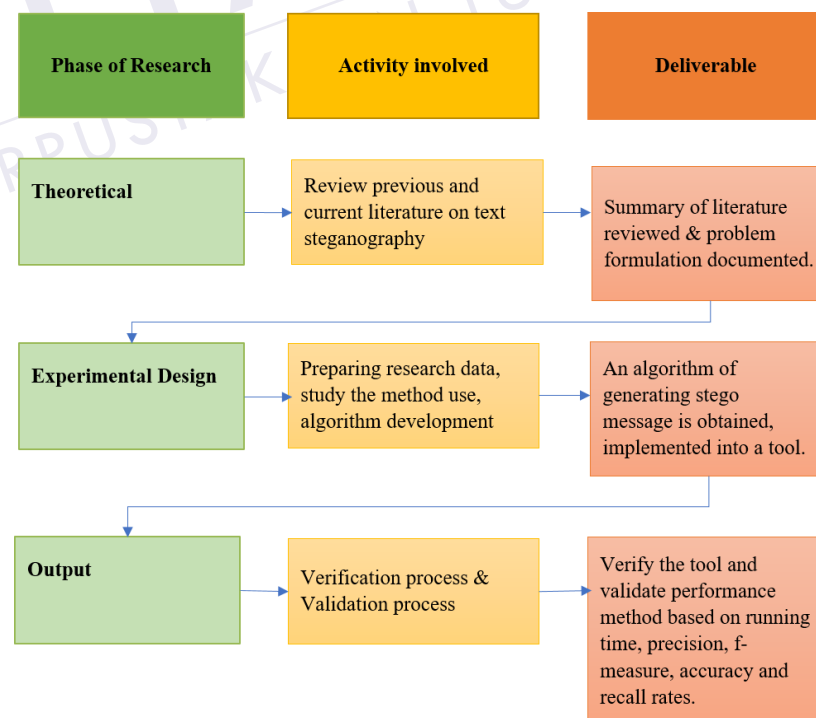 Phase of Research
Activity involved
Deliverable
Theoretical
Review previous and
current literature on text
steganography
Summary of literature
reviewed & problem
formulation documented.
Experimental Design
Preparing research data,
study the method use,
algorithm development
An algorithm of
generating stego
message is obtained,
implemented into a tool.
Output
Verification process &
Validation process
Verify the tool and
validate performance
method based on running
time, precision, f-
measure, accuracy and
recall rates.